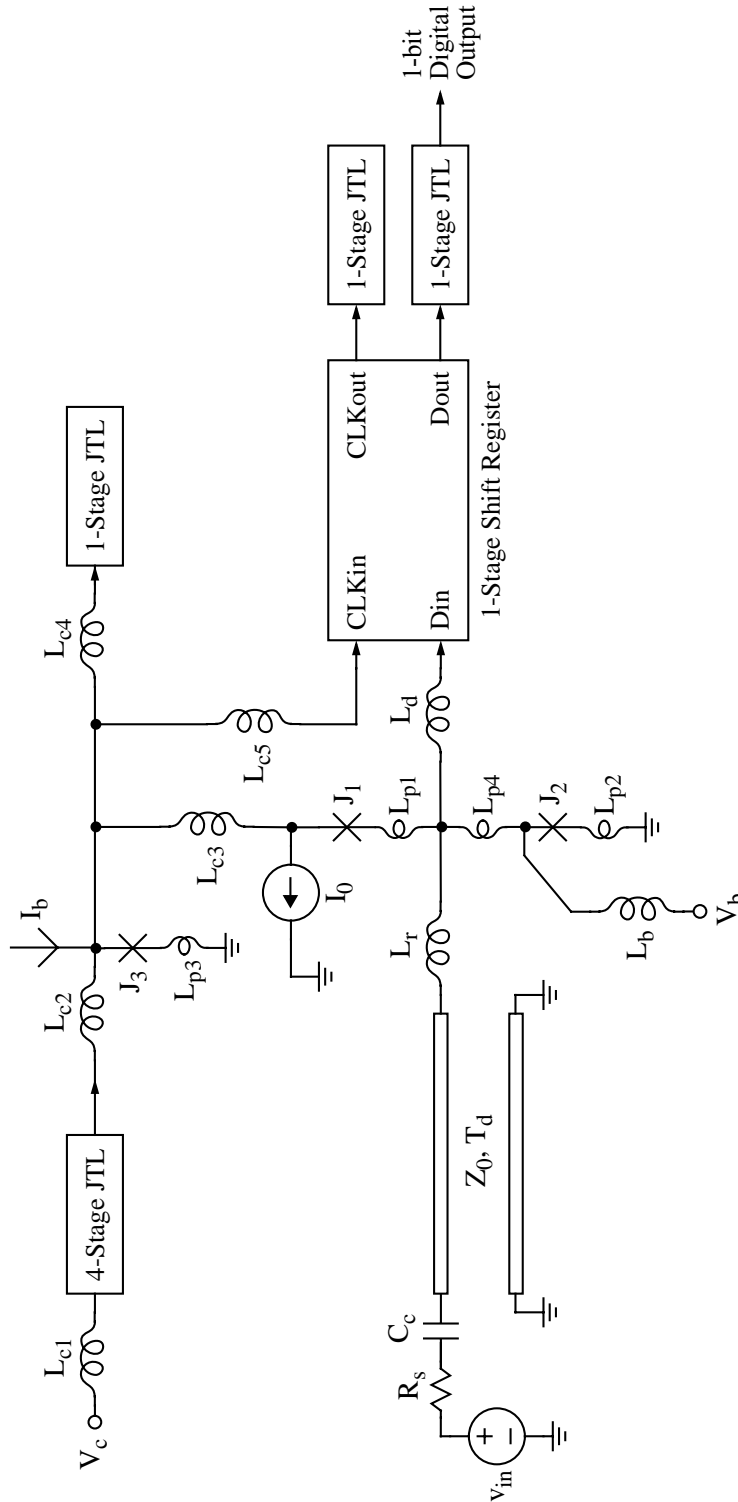 V_c
L_c1
4-Stage JTL
L_c2
I_b
J_3
L_p3
L_c4
1-Stage JTL
L_c3
L_c5
I_0
J_1
L_p1
CLKin
CLKout
Din
Dout
1-Stage Shift Register
1-Stage JTL
1-Stage JTL
1-bit
Digital
Output
v_in
R_s
C_c
Z_0, T_d
L_r
L_d
L_p4
J_2
L_p2
L_b
V_b